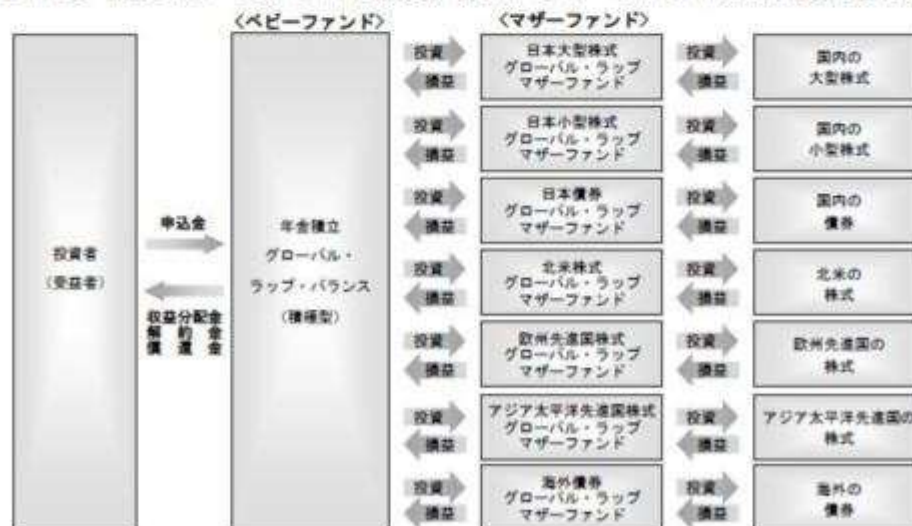 〈ベビーファンド〉
〈マザーファンド〉
投資者
（受益者）
申込金
収益分配金
解約金
償還金
年金積立
グローバル・
ラップ・バランス
（積極型）
投資
損益
日本大型株式
グローバル・ラップ
マザーファンド
投資
損益
国内の
大型株式
投資
損益
日本小型株式
グローバル・ラップ
マザーファンド
投資
損益
国内の
小型株式
投資
損益
日本債券
グローバル・ラップ
マザーファンド
投資
損益
国内の
債券
投資
損益
北米株式
グローバル・ラップ
マザーファンド
投資
損益
北米の
株式
投資
損益
欧州先進国株式
グローバル・ラップ
マザーファンド
投資
損益
欧州先進国の
株式
投資
損益
アジア太平洋先進国株式
グローバル・ラップ
マザーファンド
投資
損益
アジア太平洋先進国の
株式
投資
損益
海外債券
グローバル・ラップ
マザーファンド
投資
損益
海外の
債券